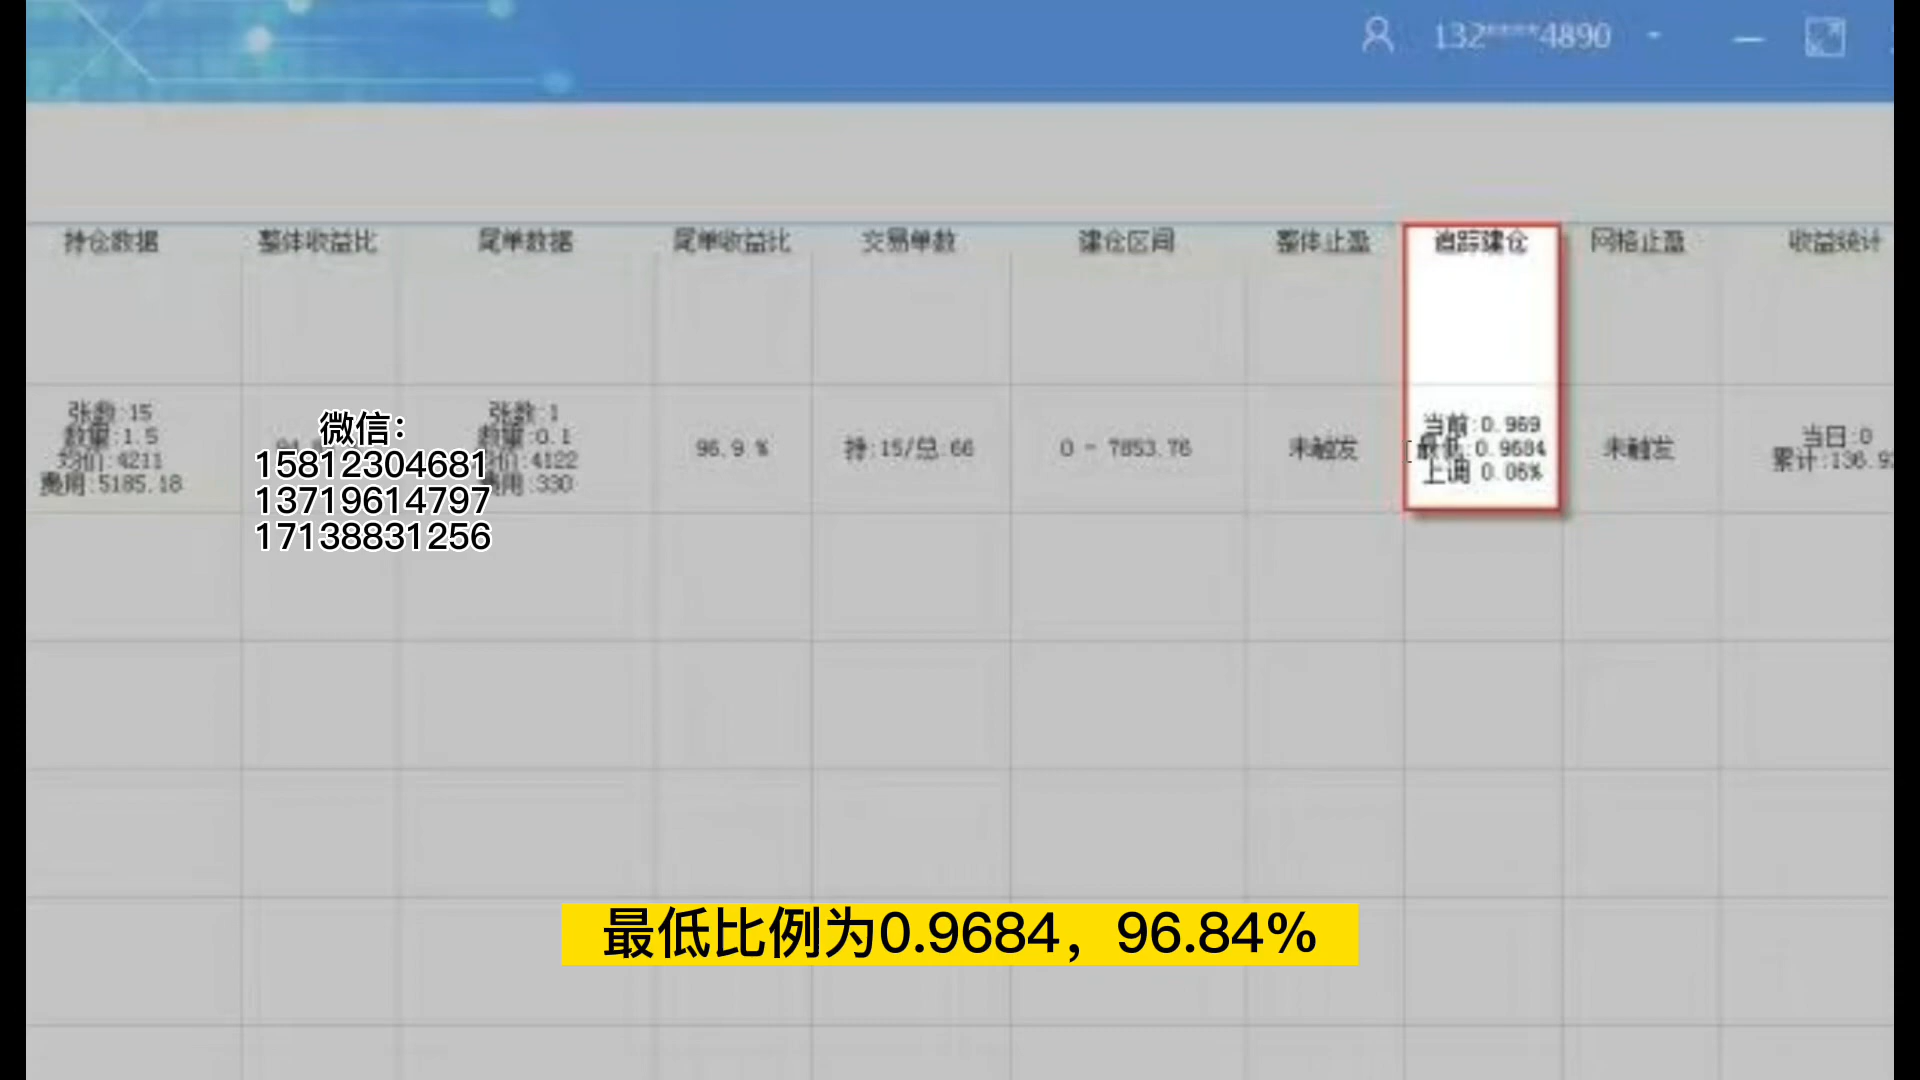 132****4890
持仓数据 整体收益比 尾单数据 尾单收益比 交易单数 建仓区间 整体止盈 追踪建仓 网格止盈 收益统计
张数:15
数量:1.5
均价:4211
费用:5185.18
微信：
15812304681
13719614797
17138831256
张数:1
数量:0.1
均价:4122
费用:330
96.9 %
持:15/总:66
0 - 7853.76
未触发
当前:0.969
最低:0.9684
上调 0.06%
未触发
当日:0
累计:136.9
最低比例为0.9684，96.84%